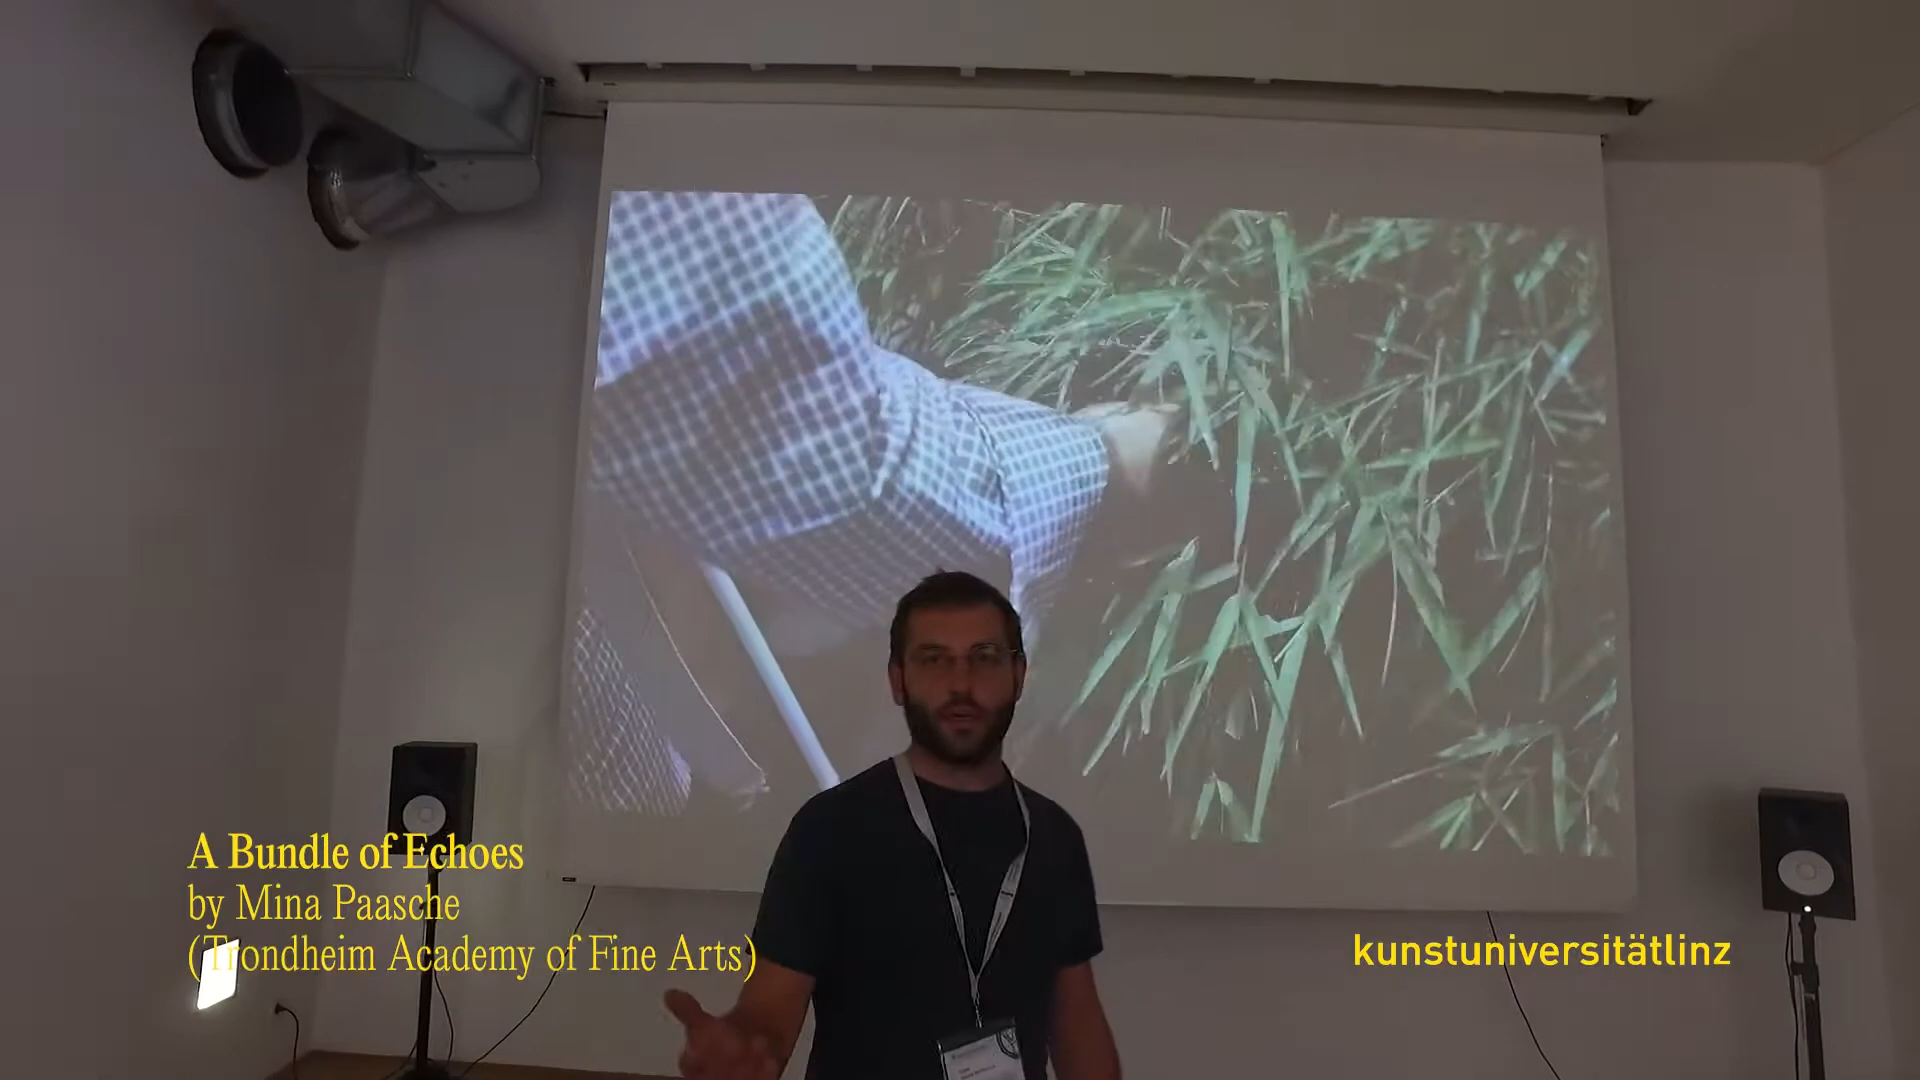 A Bundle of Echoes
by Mina Paasche
(Trondheim Academy of Fine Arts)
kunstuniversitätlinz